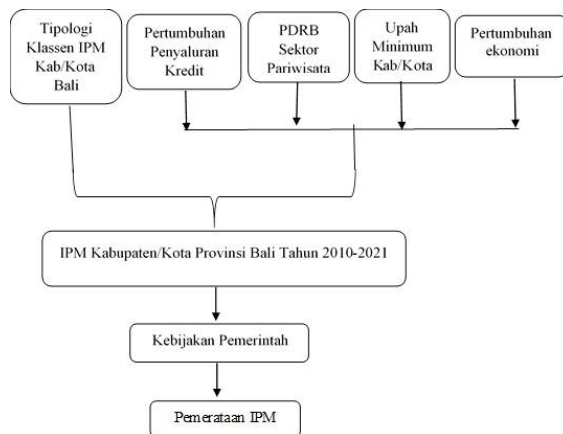 Tipologi
Klassen IPM
Kab/Kota
Bali
Pertumbuhan
Penyaluran
Kredit
PDRB
Sektor
Pariwisata
Upah
Minimum
Kab/Kota
Pertumbuhan
ekonomi
IPM Kabupaten/Kota Provinsi Bali Tahun 2010-2021
Kebijakan Pemerintah
Pemerataan IPM